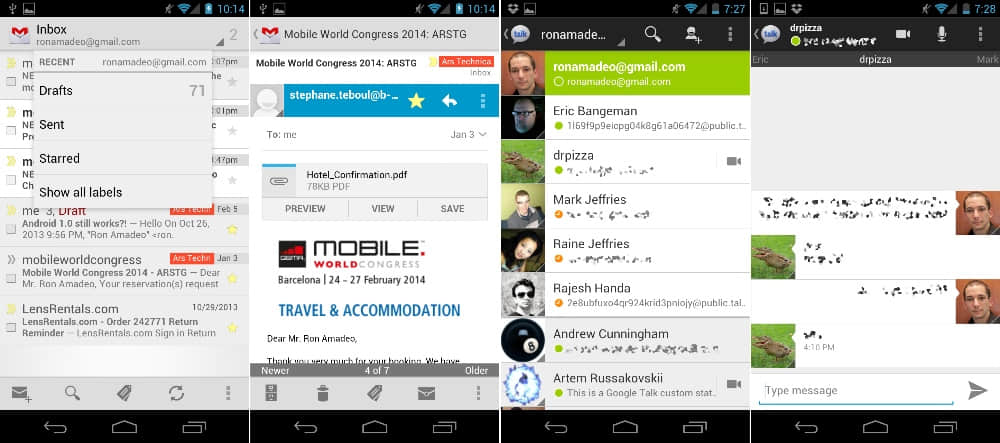 10:14
Inbox
ronamadeo@gmail.com
2
RECENT ronamadeo@gmail.com
Drafts 71
Sent
Starred
Show all labels
me 3, Draft Ars Techn Feb 5
Android 1.0 still works?! – Hello On Oct 26,
2013 9:56 PM, "Ron Amadeo" <ron.
mobileworldcongress Ars Techn Jan 3
Mobile World Congress 2014 - ARSTG — Dear
Mr. Ron Amadeo, Your reservation(s) request
LensRentals.com 10/29/2013
LensRentals.com - Order 242771 Return
Reminder – LensRentals.com Sign in Return
10:14
Mobile World Congress 2014: ARSTG
Mobile World Congress 2014: ARSTG Ars Technica
Inbox
stephane.teboul@b-...
To: me Jan 3
Hotel_Confirmation.pdf
78KB PDF
PREVIEW VIEW SAVE
GSMA MOBILE
WORLD CONGRESS
Barcelona | 24 – 27 February 2014
TRAVEL & ACCOMMODATION
Dear Mr. Ron Amadeo,
Thank you very much for your booking. We have
Newer 4 of 7 Older
7:27
talk ronamade...
ronamadeo@gmail.com
ronamadeo@gmail.com
Eric Bangeman
1l69f9p9eicpg04k8g61a06472@public.t..
drpizza
Mark Jeffries
Raine Jeffries
Rajesh Handa
2e8ubfuxo4qr924krid3pniojy@public.tal..
Andrew Cunningham
Artem Russakovskii
This is a Google Talk custom stat..
7:28
talk drpizza
Eric drpizza Mark
4:10 PM
Type message